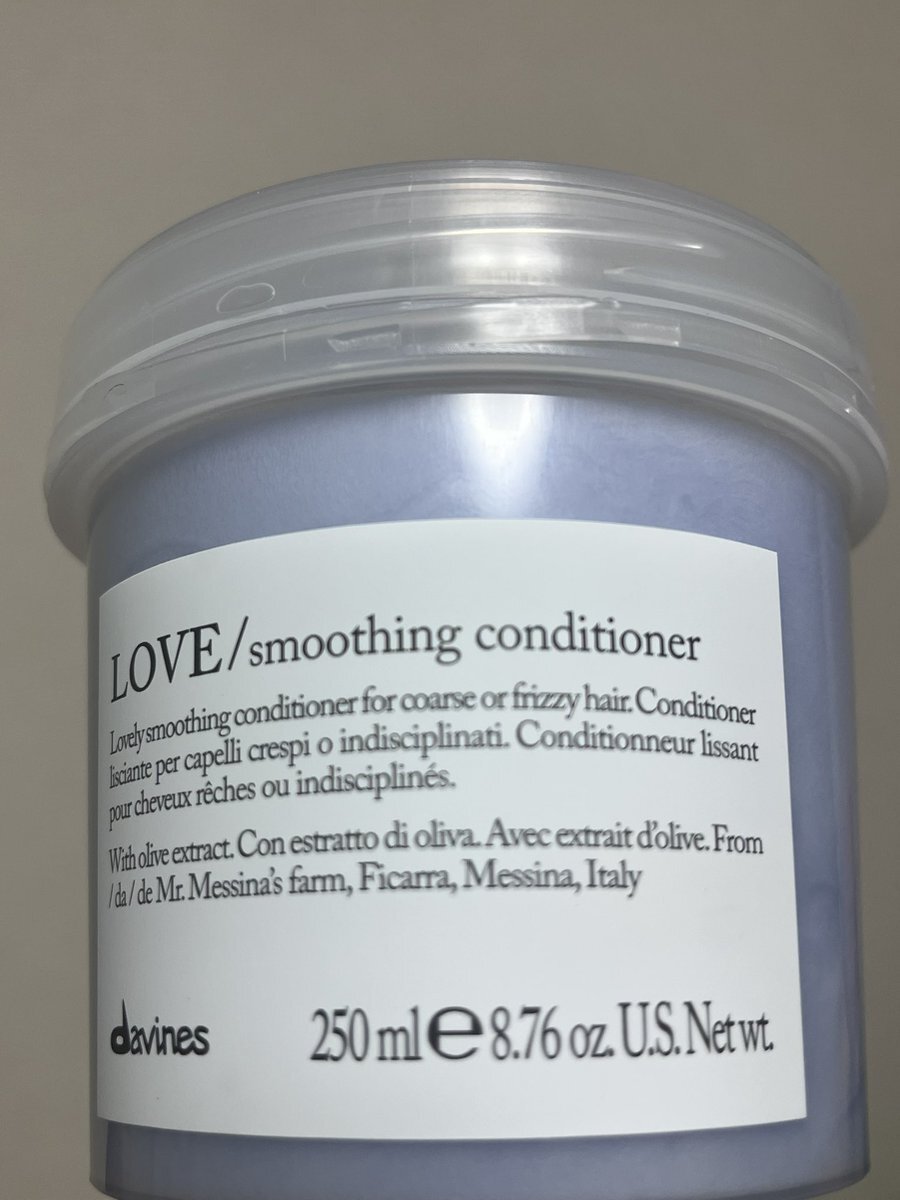 LOVE/smoothing conditioner
Lovely smoothing conditioner for coarse or frizzy hair. Conditioner
lisciante per capelli crespi o indisciplinati. Conditionneur lissant
pour cheveux rêches ou indisciplinés.
With olive extract. Con estratto di oliva. Avec extrait d'olive. From
/ da / de Mr. Messina's farm, Ficarra, Messina, Italy
davines 250 ml e 8.76 oz. U.S. Net wt.